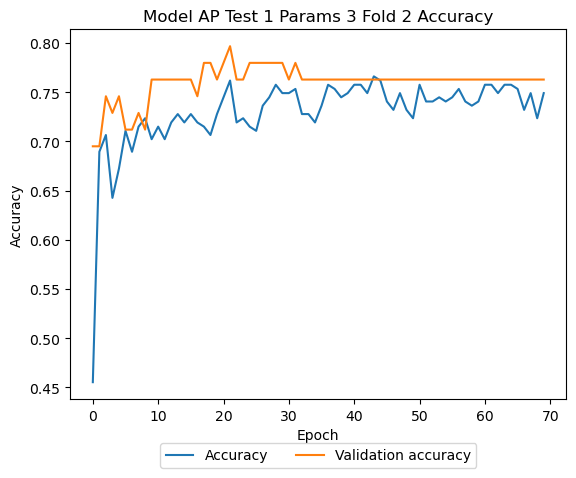 Model AP Test 1 Params 3 Fold 2 Accuracy
0.80
0.75
0.70
0.65
0.60
0.55
0.50
0.45
Accuracy
0 10 20 30 40 50 60 70
Epoch
Accuracy Validation accuracy